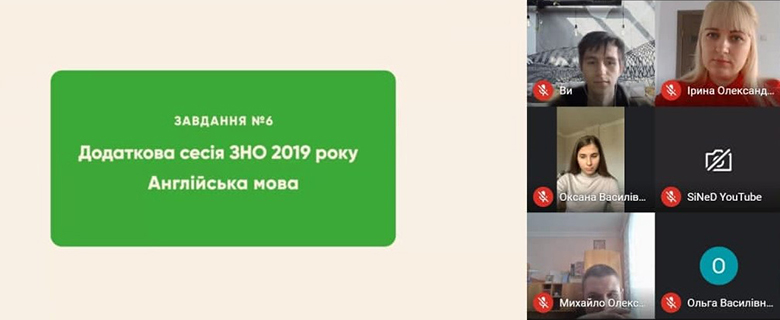 ЗАВДАННЯ №6
Додаткова сесія ЗНО 2019 року
Англійська мова
Ви
Ірина Олександ...
Оксана Василів...
SiNeD YouTube
Михайло Олекс...
О
Ольга Василівн...